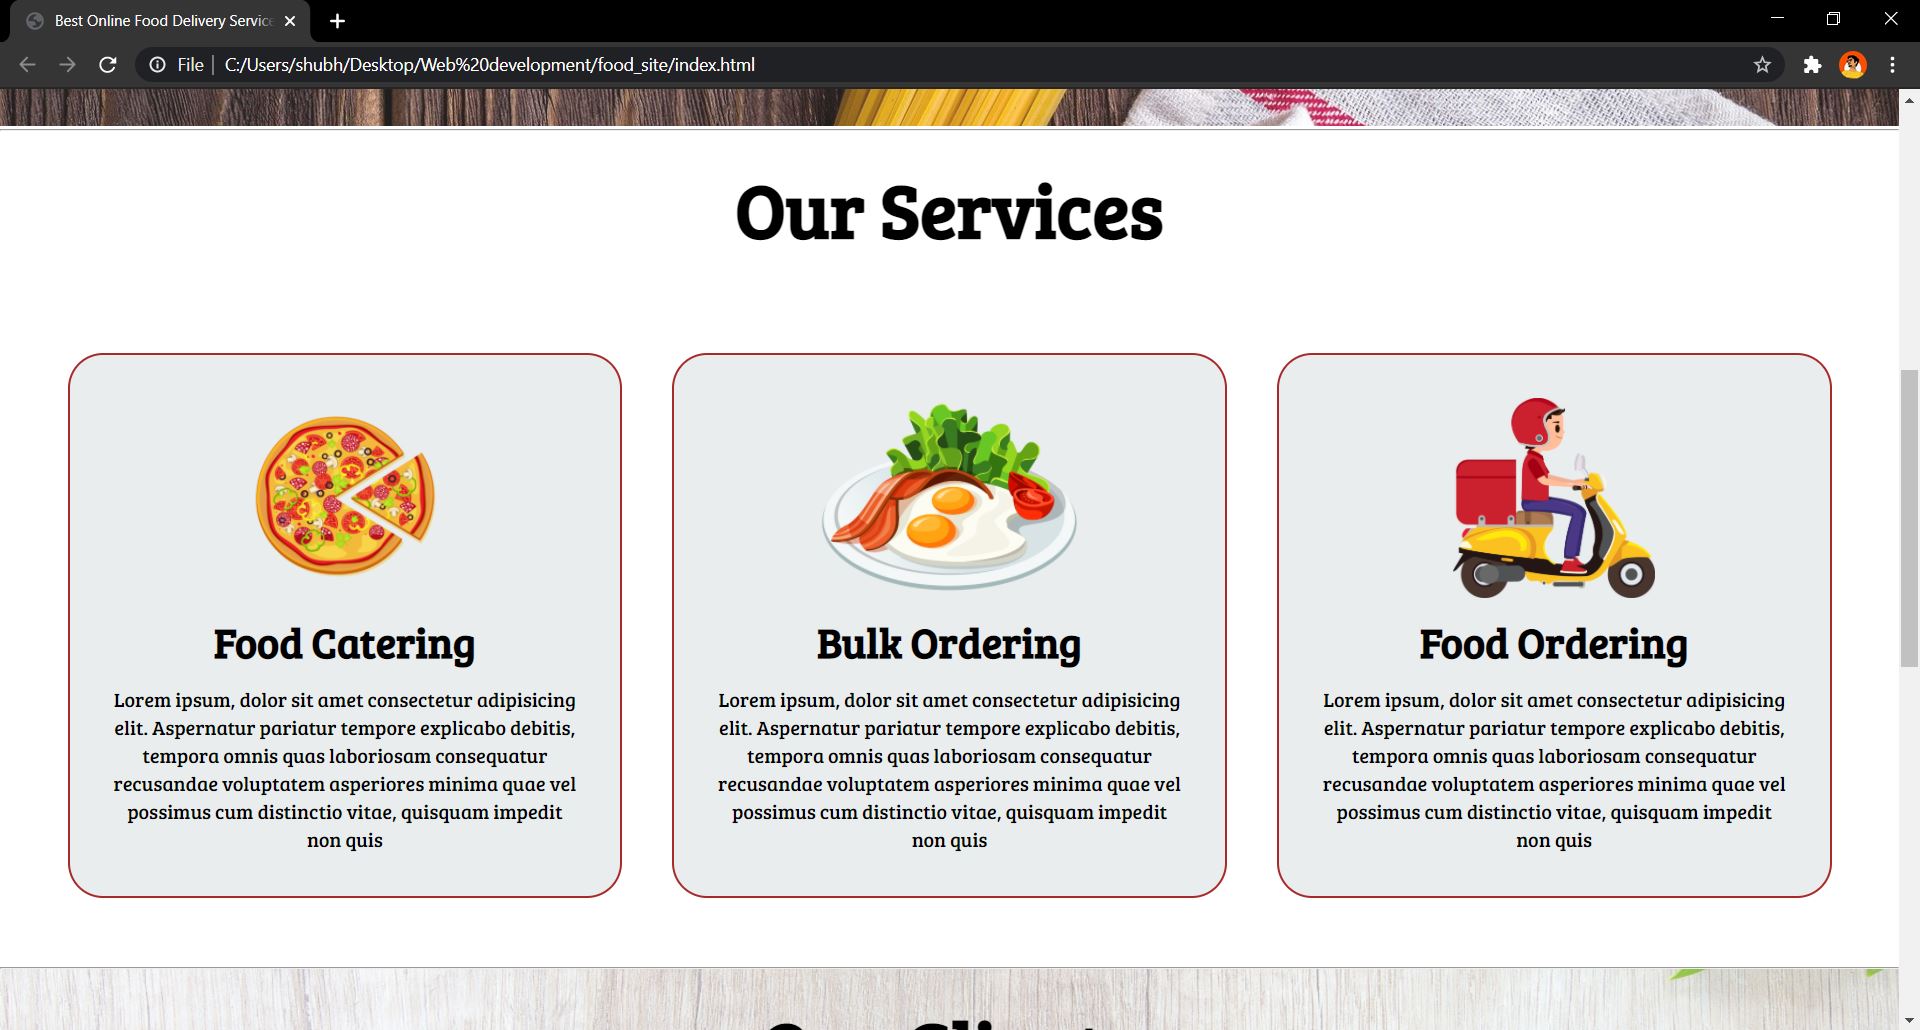 Best Online Food Delivery Service
File
C:/Users/shubh/Desktop/Web%20development/food_site/index.html
Our Services
Food Catering
Lorem ipsum, dolor sit amet consectetur adipisicing
elit. Aspernatur pariatur tempore explicabo debitis,
tempora omnis quas laboriosam consequatur
recusandae voluptatem asperiores minima quae vel
possimus cum distinctio vitae, quisquam impedit
non quis
Bulk Ordering
Lorem ipsum, dolor sit amet consectetur adipisicing
elit. Aspernatur pariatur tempore explicabo debitis,
tempora omnis quas laboriosam consequatur
recusandae voluptatem asperiores minima quae vel
possimus cum distinctio vitae, quisquam impedit
non quis
Food Ordering
Lorem ipsum, dolor sit amet consectetur adipisicing
elit. Aspernatur pariatur tempore explicabo debitis,
tempora omnis quas laboriosam consequatur
recusandae voluptatem asperiores minima quae vel
possimus cum distinctio vitae, quisquam impedit
non quis